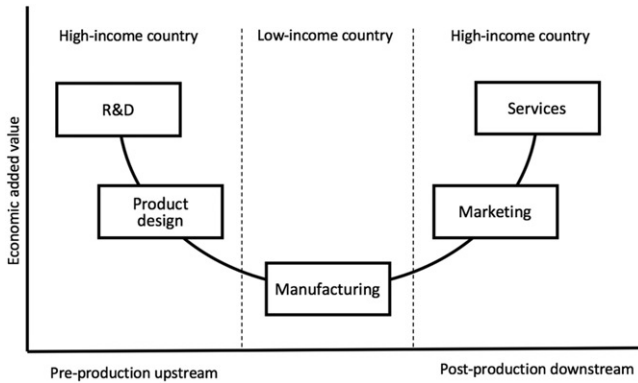 High-income country
Low-income country
High-income country
R&D
Services
Product
design
Marketing
Manufacturing
Economic added value
Pre-production upstream
Post-production downstream